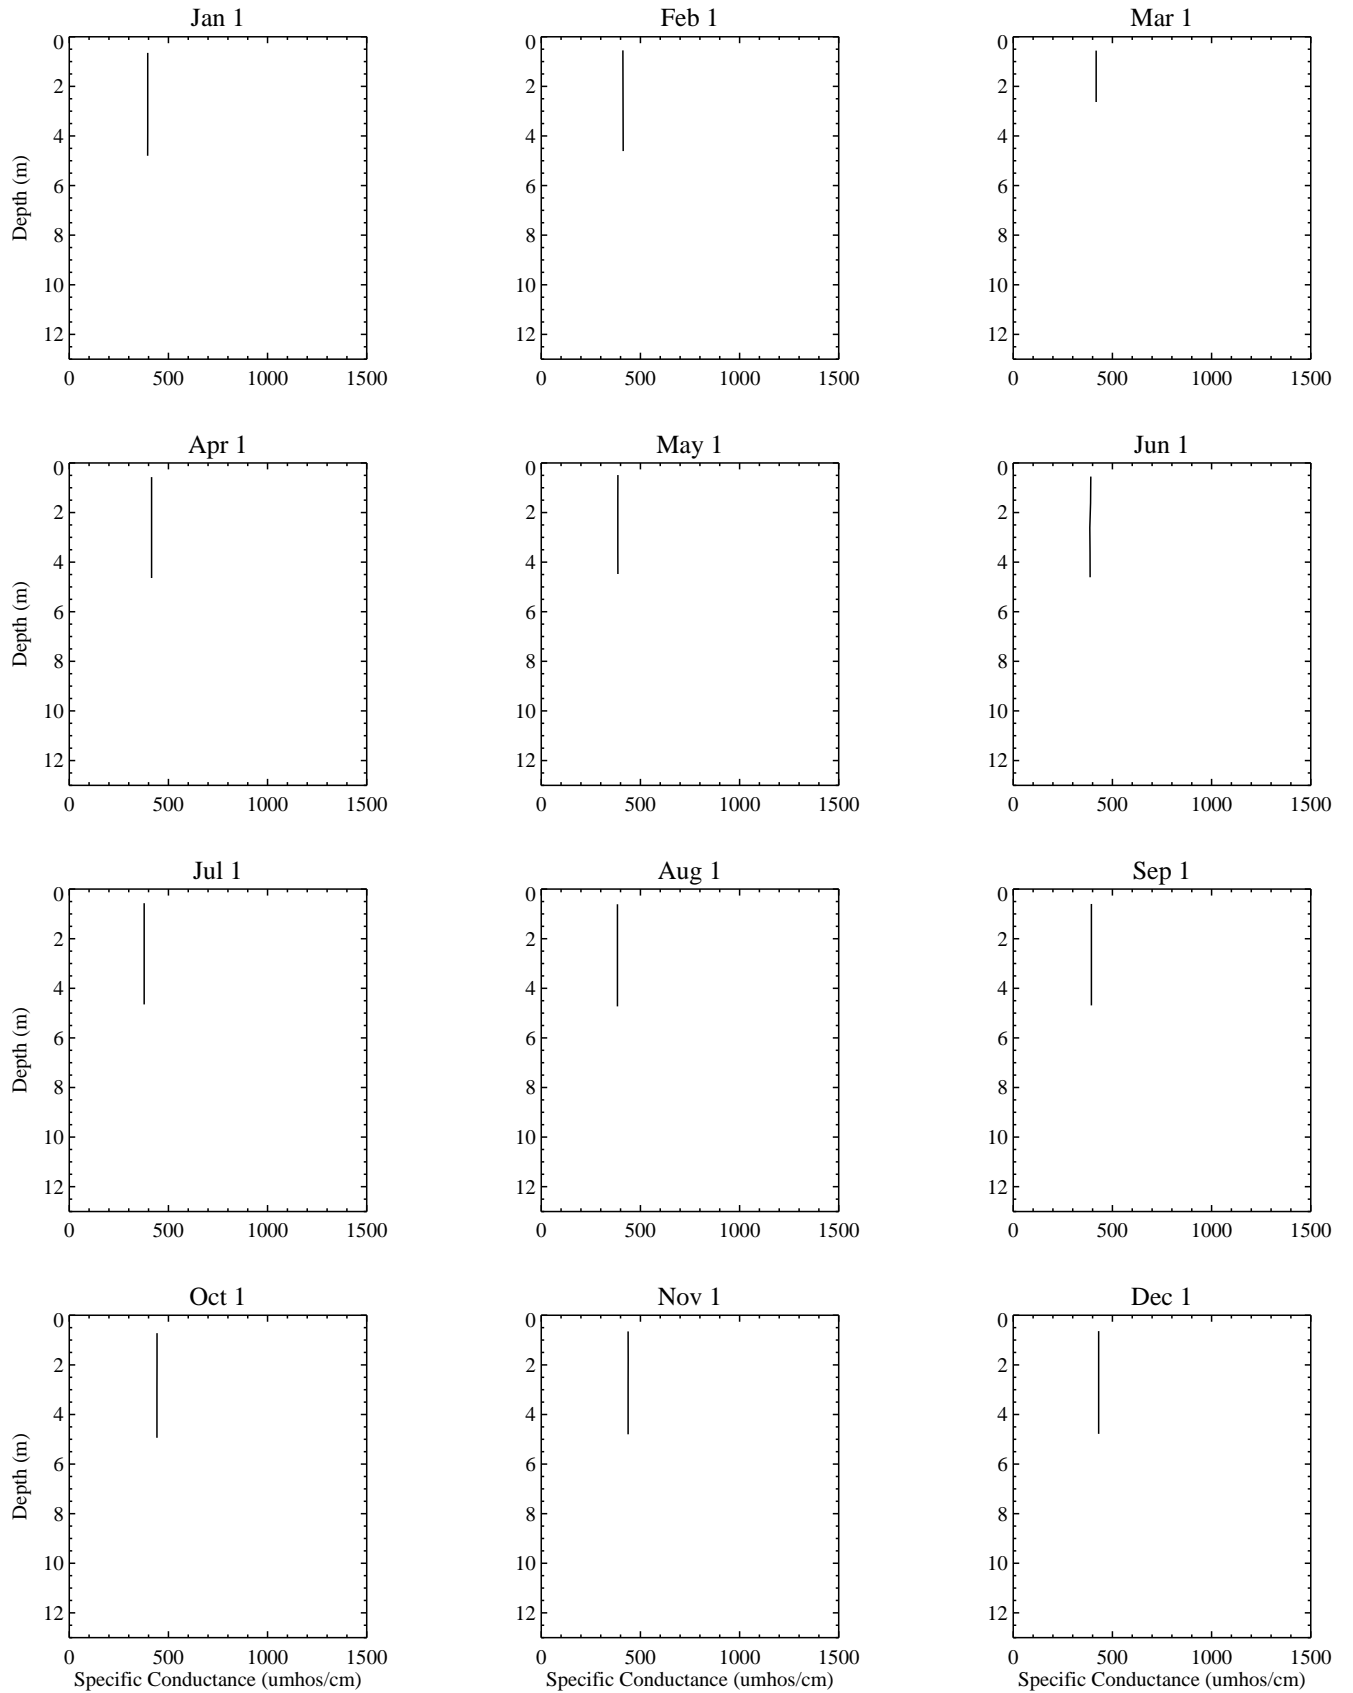 Jan 1 Feb 1 Mar 1
0 0 0
2 2 2
4 4 4
6 6 6
8 8 8
10 10 10
12 12 12
Depth (m)
0 500 1000 1500 0 500 1000 1500 0 500 1000 1500
Apr 1 May 1 Jun 1
0 0 0
2 2 2
4 4 4
6 6 6
8 8 8
10 10 10
12 12 12
Depth (m)
0 500 1000 1500 0 500 1000 1500 0 500 1000 1500
Jul 1 Aug 1 Sep 1
0 0 0
2 2 2
4 4 4
6 6 6
8 8 8
10 10 10
12 12 12
Depth (m)
0 500 1000 1500 0 500 1000 1500 0 500 1000 1500
Oct 1 Nov 1 Dec 1
0 0 0
2 2 2
4 4 4
6 6 6
8 8 8
10 10 10
12 12 12
Depth (m)
0 500 1000 1500 0 500 1000 1500 0 500 1000 1500
Specific Conductance (umhos/cm) Specific Conductance (umhos/cm) Specific Conductance (umhos/cm)